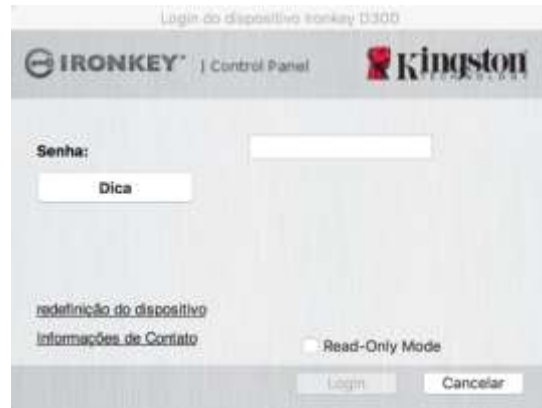 Login do dispositivo Ironkey D300
IRONKEY | Control Panel Kingston
TECHNOLOGY
Senha:
Dica
redefinição do dispositivo
Informações de Contato
Read-Only Mode
Login Cancelar